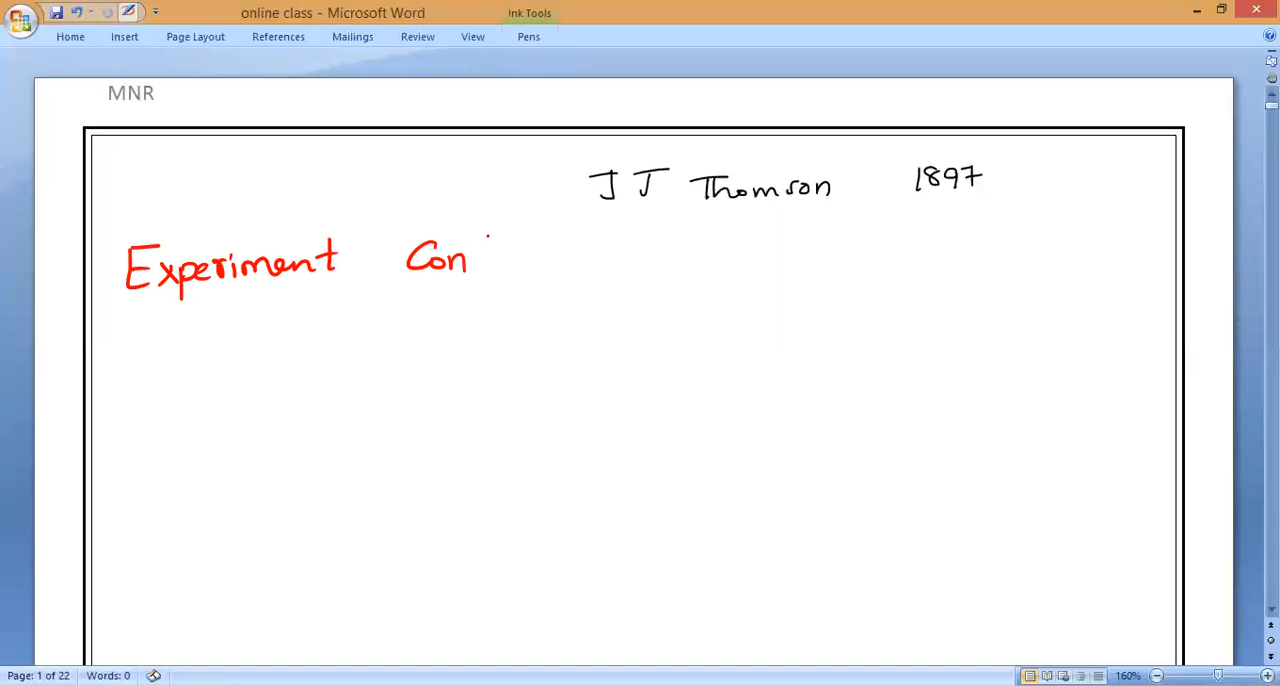 online class - Microsoft Word
Ink Tools
Home Insert Page Layout References Mailings Review View Pens
MNR
J J Thomson 1897
Experiment Con
Page: 1 of 22 Words: 0 160%